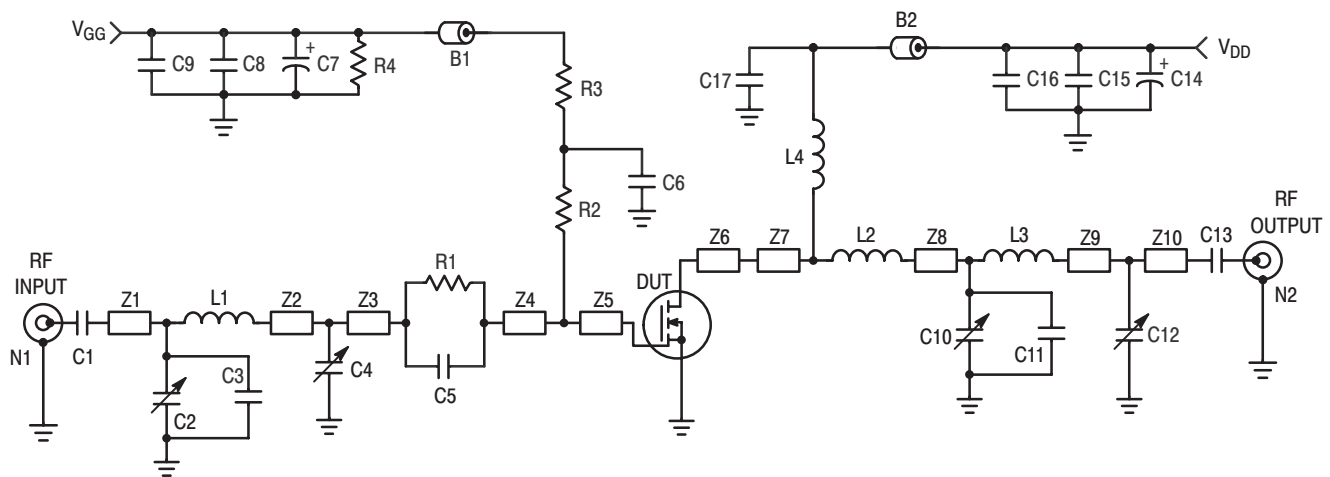 V_GG
C9
C8
+
C7
R4
B1
R3
R2
C6
B2
C17
C16
C15
+
C14
V_DD
L4
RF
INPUT
N1
C1
Z1
L1
Z2
Z3
R1
C5
Z4
Z5
C2
C3
C4
DUT
Z6
Z7
L2
Z8
L3
Z9
Z10
C13
RF
OUTPUT
N2
C10
C11
C12